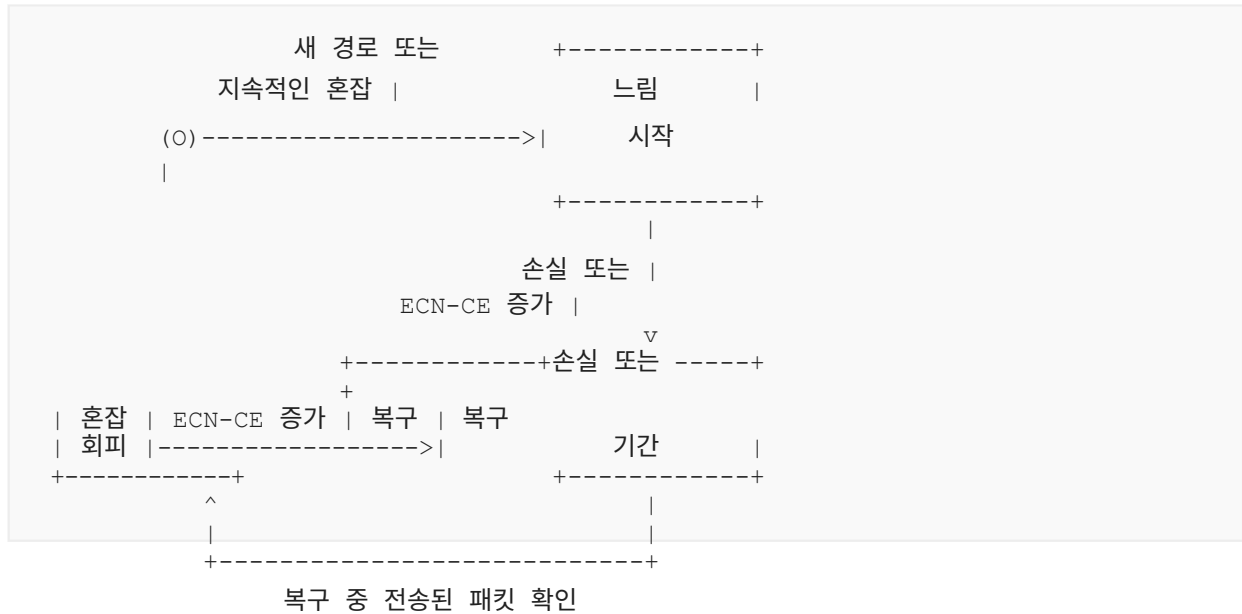 새 경로 또는 +------------+
지속적인 혼잡 | 느림 |
(O)---------------------->| 시작
|
+------------+
|
손실 또는 |
ECN-CE 증가 |
v
+------------+손실 또는 -----+
+
| 혼잡 | ECN-CE 증가 | 복구 | 복구
| 회피 |------------------>| 기간 |
+------------+ +------------+
^ |
| |
+-----------------------------+
복구 중 전송된 패킷 확인